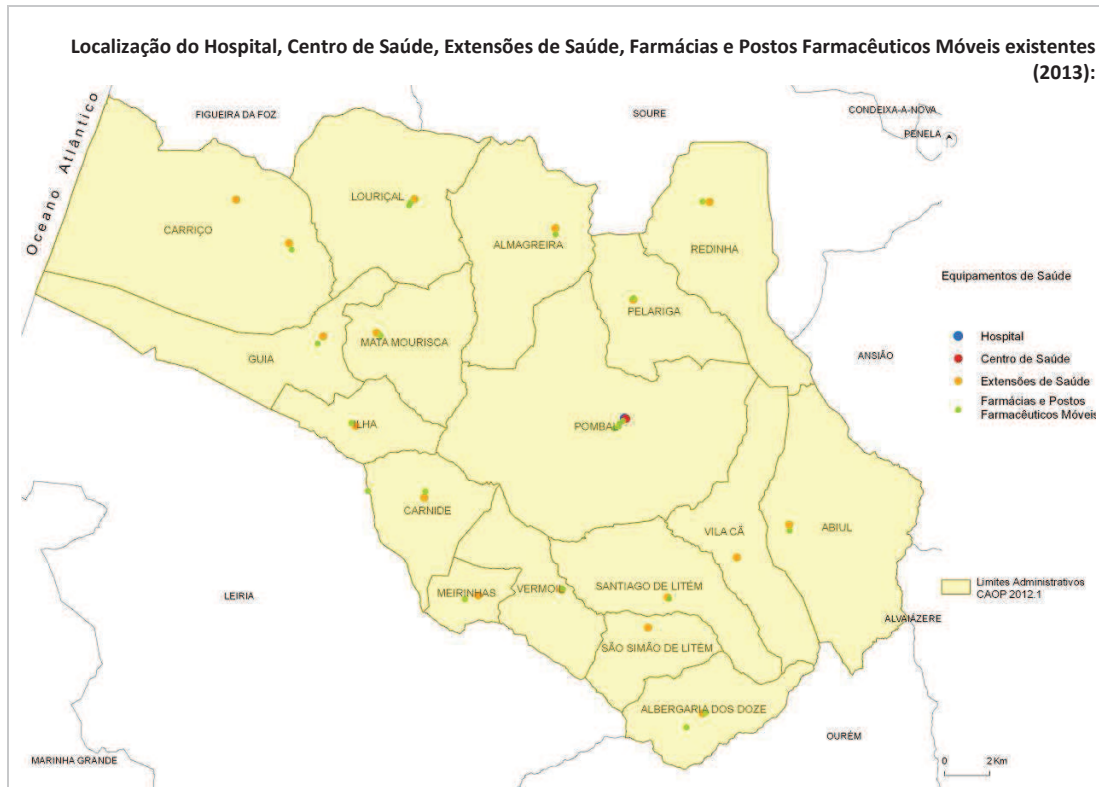 Localização do Hospital, Centro de Saúde, Extensões de Saúde, Farmácias e Postos Farmacêuticos Móveis existentes
(2013):
Oceano Atlântico
FIGUEIRA DA FOZ
SOURE
CONDEIXA-A-NOVA
PENELA
LOURIÇAL
CARRIÇO
ALMAGREIRA
REDINHA
Equipamentos de Saúde
PELARIGA
Hospital
MATA MOURISCA
GUIA
ANSIÃO
Centro de Saúde
Extensões de Saúde
Farmácias e Postos
Farmacêuticos Móveis
ILHA
POMBAL
CARNIDE
VILA CÃ
ABIUL
LEIRIA
MEIRINHAS
VERMOIL
SANTIAGO DE LITÉM
Limites Administrativos
CAOP 2012.1
ALVAIÁZERE
SÃO SIMÃO DE LITÉM
ALBERGARIA DOS DOZE
OURÉM
MARINHA GRANDE
0 2 Km